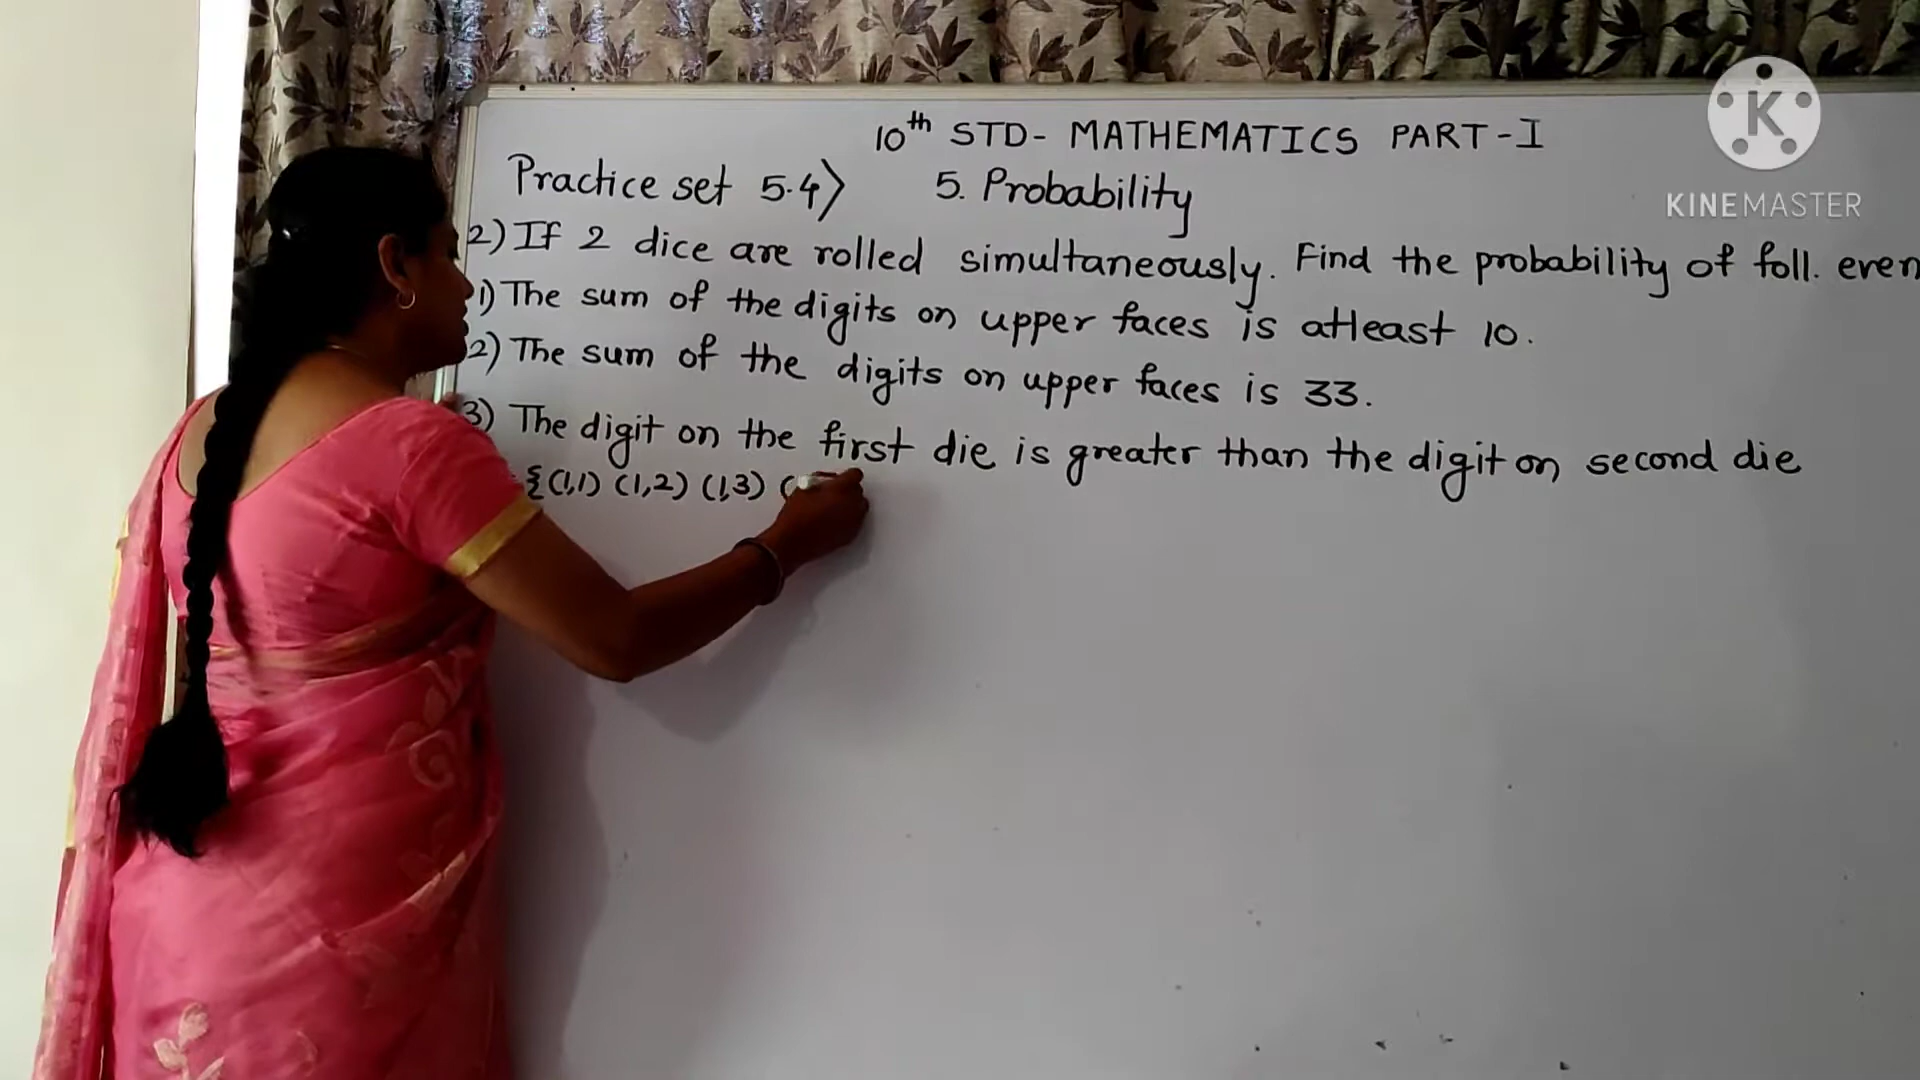 10th STD- MATHEMATICS PART-I
Practice set 5.4) 5. Probability
2) If 2 dice are rolled simultaneously. Find the probability of foll. even
1) The sum of the digits on upper faces is atleast 10.
2) The sum of the digits on upper faces is 33.
3) The digit on the first die is greater than the digit on second die
{(1,1) (1,2) (1,3) (
K
KINEMASTER